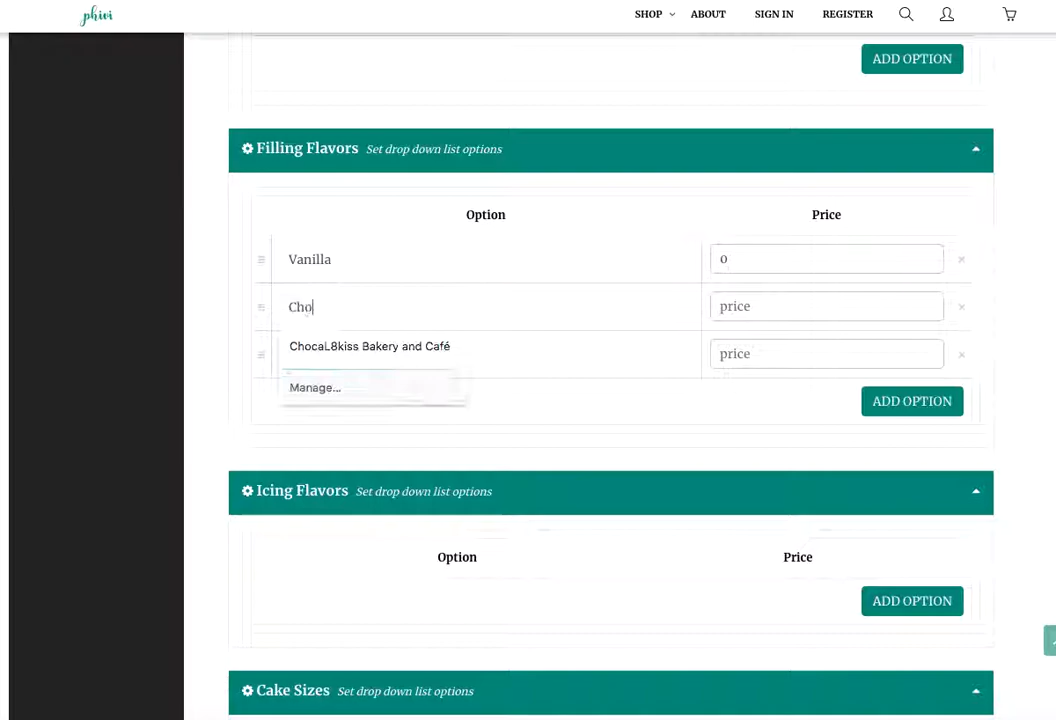 phivi
SHOP ABOUT SIGN IN REGISTER
ADD OPTION
Filling Flavors Set drop down list options
Option Price
Vanilla 0
Cho price
ChocaL8kiss Bakery and Café
price
Manage...
ADD OPTION
Icing Flavors Set drop down list options
Option Price
ADD OPTION
Cake Sizes Set drop down list options